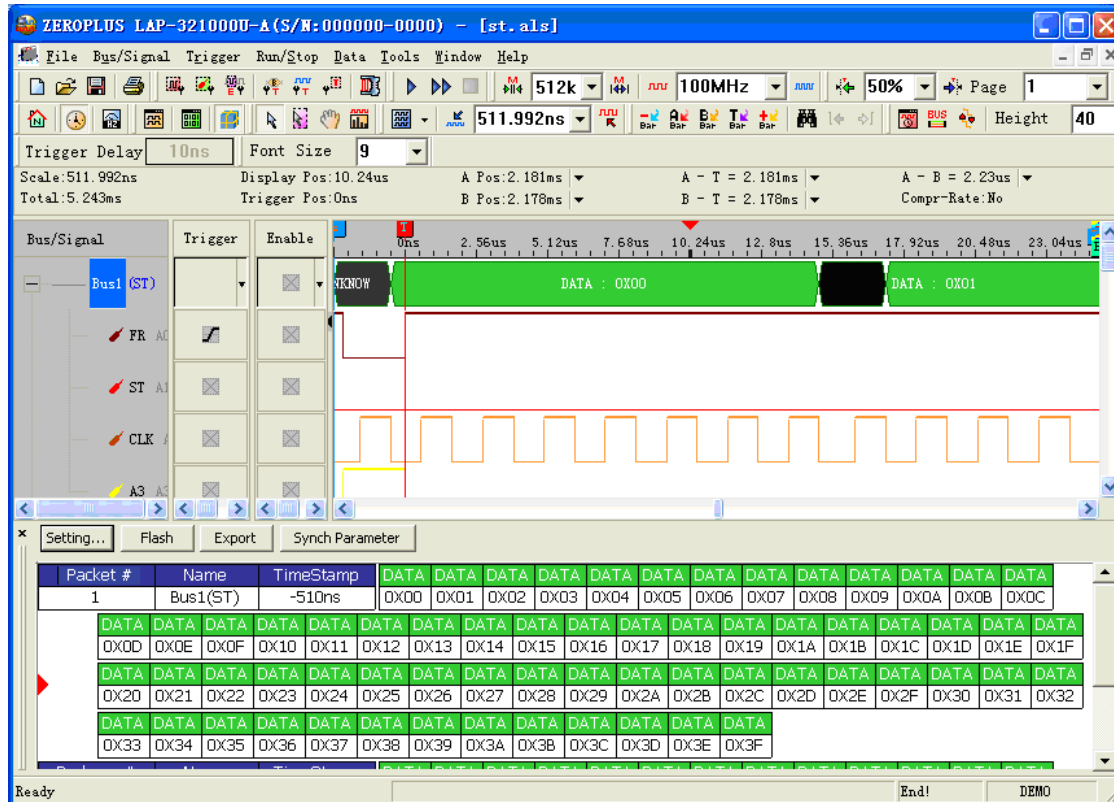 ZEROPLUS LAP-321000U-A(S/N:000000-0000) - [st.als]
File Bus/Signal Trigger Run/Stop Data Tools Window Help
512k 100MHz 50% Page 1
511.992ns Bar Bar Bar Bar Bar BUS Height 40
Trigger Delay 10ns Font Size 9
Scale:511.992ns Display Pos:10.24us A Pos:2.181ms A - T = 2.181ms A - B = 2.23us
Total:5.243ms Trigger Pos:0ns B Pos:2.178ms B - T = 2.178ms Compr-Rate:No
Bus/Signal Trigger Enable T 0ns 2.56us 5.12us 7.68us 10.24us 12.8us 15.36us 17.92us 20.48us 23.04us
Bus1 (ST) NKNOW DATA : 0X00 DATA : 0X01
FR A0
ST A1
CLK
A3 A3
Setting... Flash Export Synch Parameter
Packet # Name TimeStamp DATA DATA DATA DATA DATA DATA DATA DATA DATA DATA DATA DATA DATA
1 Bus1(ST) -510ns 0X00 0X01 0X02 0X03 0X04 0X05 0X06 0X07 0X08 0X09 0X0A 0X0B 0X0C
DATA DATA DATA DATA DATA DATA DATA DATA DATA DATA DATA DATA DATA DATA DATA DATA DATA DATA DATA
0X0D 0X0E 0X0F 0X10 0X11 0X12 0X13 0X14 0X15 0X16 0X17 0X18 0X19 0X1A 0X1B 0X1C 0X1D 0X1E 0X1F
DATA DATA DATA DATA DATA DATA DATA DATA DATA DATA DATA DATA DATA DATA DATA DATA DATA DATA DATA
0X20 0X21 0X22 0X23 0X24 0X25 0X26 0X27 0X28 0X29 0X2A 0X2B 0X2C 0X2D 0X2E 0X2F 0X30 0X31 0X32
DATA DATA DATA DATA DATA DATA DATA DATA DATA DATA DATA DATA DATA
0X33 0X34 0X35 0X36 0X37 0X38 0X39 0X3A 0X3B 0X3C 0X3D 0X3E 0X3F
Ready End! DEMO